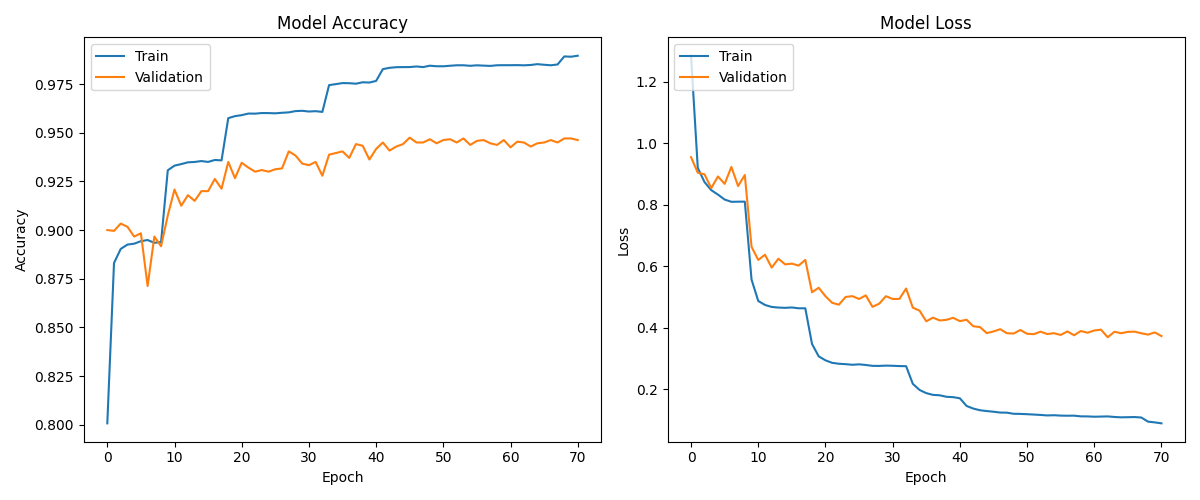 Model Accuracy
Train
Validation
0.975
0.950
0.925
0.900
0.875
0.850
0.825
0.800
Accuracy
0 10 20 30 40 50 60 70
Epoch
Model Loss
Train
Validation
1.2
1.0
0.8
0.6
0.4
0.2
Loss
0 10 20 30 40 50 60 70
Epoch